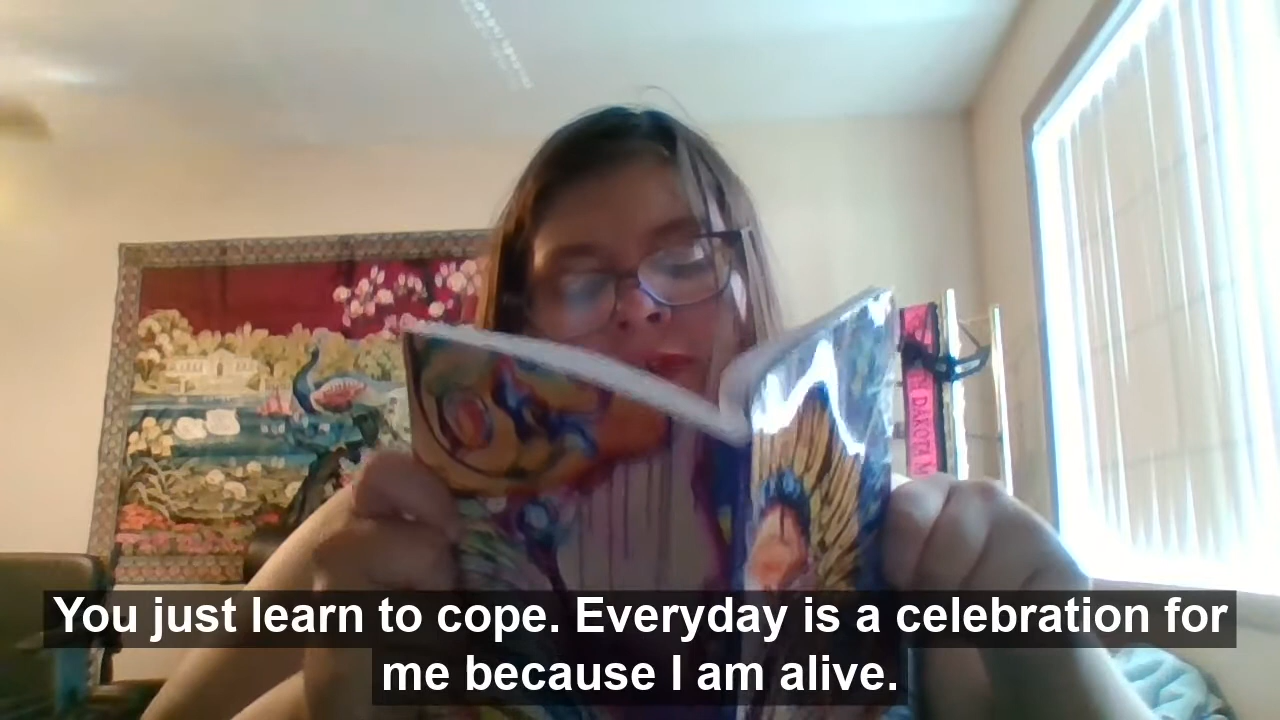 DAKOTA M
You just learn to cope. Everyday is a celebration for
me because I am alive.